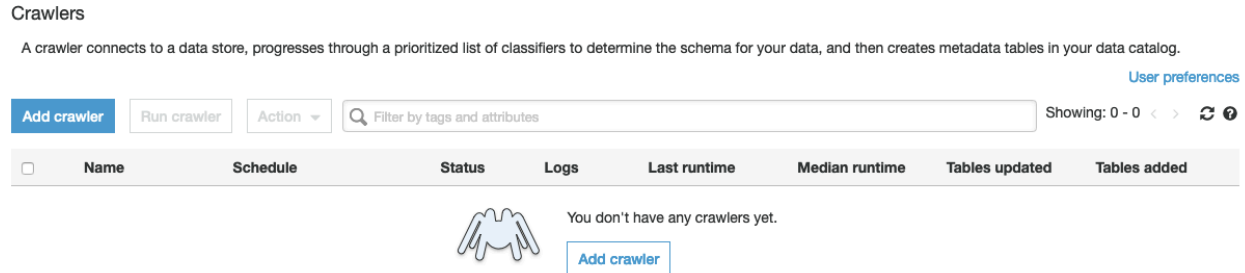 Crawlers
A crawler connects to a data store, progresses through a prioritized list of classifiers to determine the schema for your data, and then creates metadata tables in your data catalog.
User preferences
Add crawler Run crawler Action Filter by tags and attributes Showing: 0 - 0
Name Schedule Status Logs Last runtime Median runtime Tables updated Tables added
You don't have any crawlers yet.
Add crawler